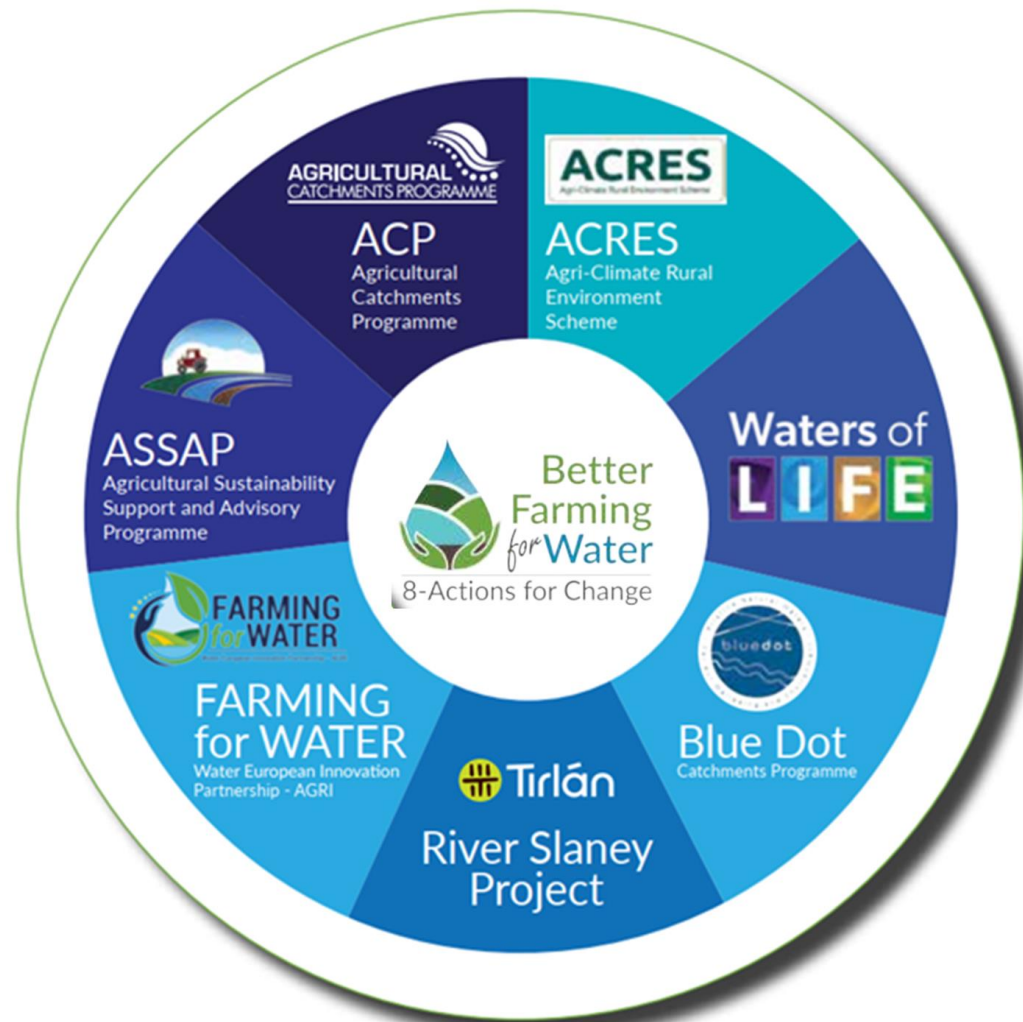 AGRICULTURAL
CATCHMENTS PROGRAMME
ACP
Agricultural
Catchments
Programme
ACRES
Agri-Climate Rural Environment Scheme
ACRES
Agri-Climate Rural
Environment
Scheme
Waters of
LIFE
bluedot
Blue Dot
Catchments Programme
Tirlán
River Slaney
Project
FARMING
for WATER
FARMING
for WATER
Water European Innovation
Partnership - AGRI
ASSAP
Agricultural Sustainability
Support and Advisory
Programme
Better
Farming
for Water
8-Actions for Change